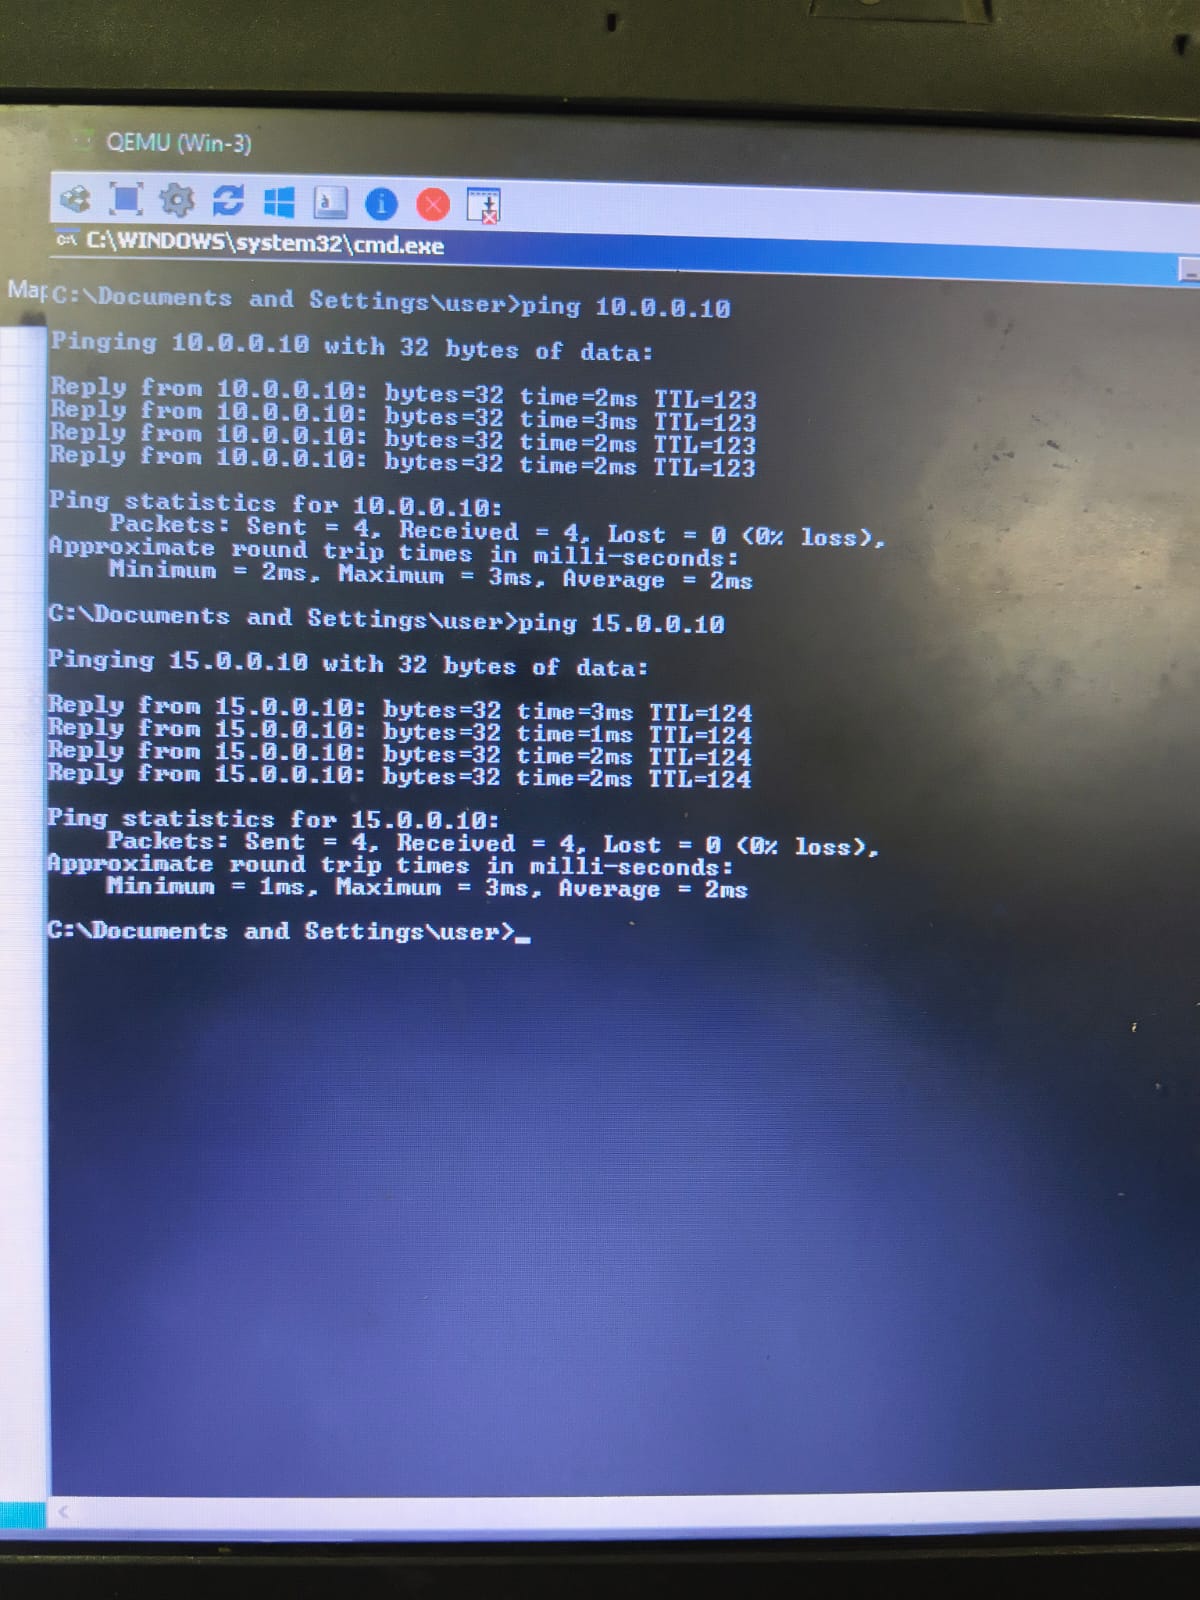 QEMU (Win-3)
C:\WINDOWS\system32\cmd.exe
C:\Documents and Settings\user>ping 10.0.0.10
Pinging 10.0.0.10 with 32 bytes of data:
Reply from 10.0.0.10: bytes=32 time=2ms TTL=123
Reply from 10.0.0.10: bytes=32 time=3ms TTL=123
Reply from 10.0.0.10: bytes=32 time=2ms TTL=123
Reply from 10.0.0.10: bytes=32 time=2ms TTL=123
Ping statistics for 10.0.0.10:
Packets: Sent = 4, Received = 4, Lost = 0 (0% loss),
Approximate round trip times in milli-seconds:
Minimum = 2ms, Maximum = 3ms, Average = 2ms
C:\Documents and Settings\user>ping 15.0.0.10
Pinging 15.0.0.10 with 32 bytes of data:
Reply from 15.0.0.10: bytes=32 time=3ms TTL=124
Reply from 15.0.0.10: bytes=32 time=1ms TTL=124
Reply from 15.0.0.10: bytes=32 time=2ms TTL=124
Reply from 15.0.0.10: bytes=32 time=2ms TTL=124
Ping statistics for 15.0.0.10:
Packets: Sent = 4, Received = 4, Lost = 0 (0% loss),
Approximate round trip times in milli-seconds:
Minimum = 1ms, Maximum = 3ms, Average = 2ms
C:\Documents and Settings\user>_